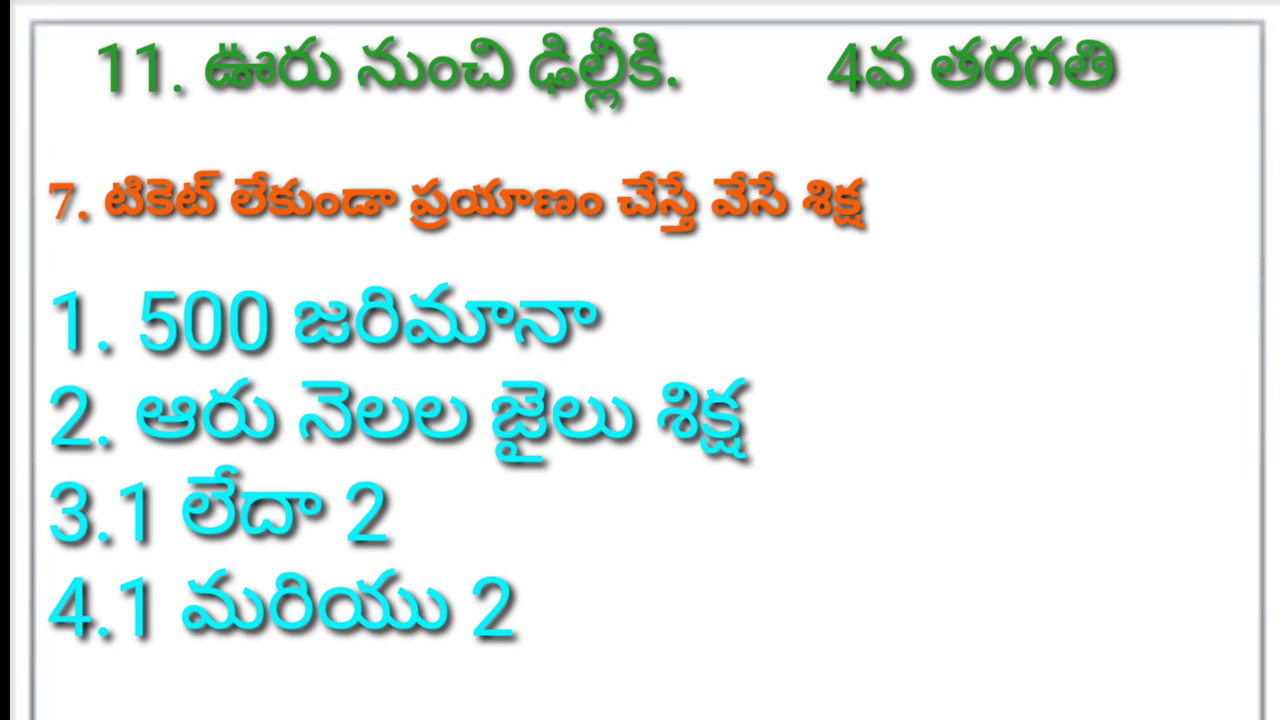 11. ఊరు నుంచి ఢిల్లీకి. 4వ తరగతి
7. టికెట్ లేకుండా ప్రయాణం చేస్తే వేసే శిక్ష
1. 500 జరిమానా
2. ఆరు నెలల జైలు శిక్ష
3.1 లేదా 2
4.1 మరియు 2